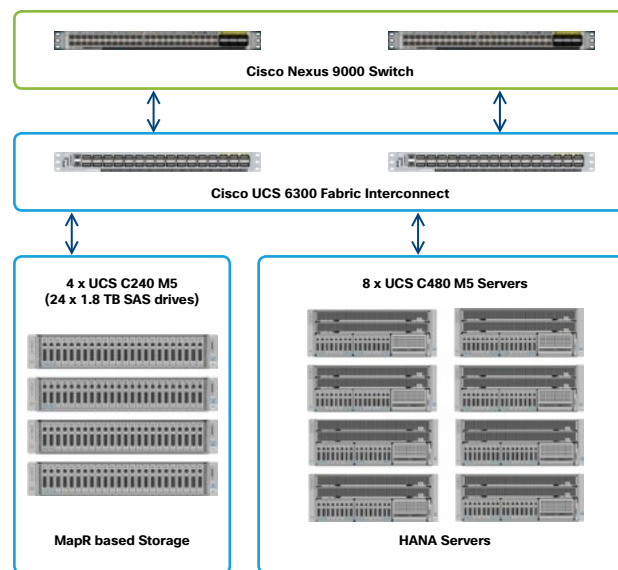 Cisco Nexus 9000 Switch
Cisco UCS 6300 Fabric Interconnect
4 x UCS C240 M5
(24 x 1.8 TB SAS drives)
MapR based Storage
8 x UCS C480 M5 Servers
HANA Servers